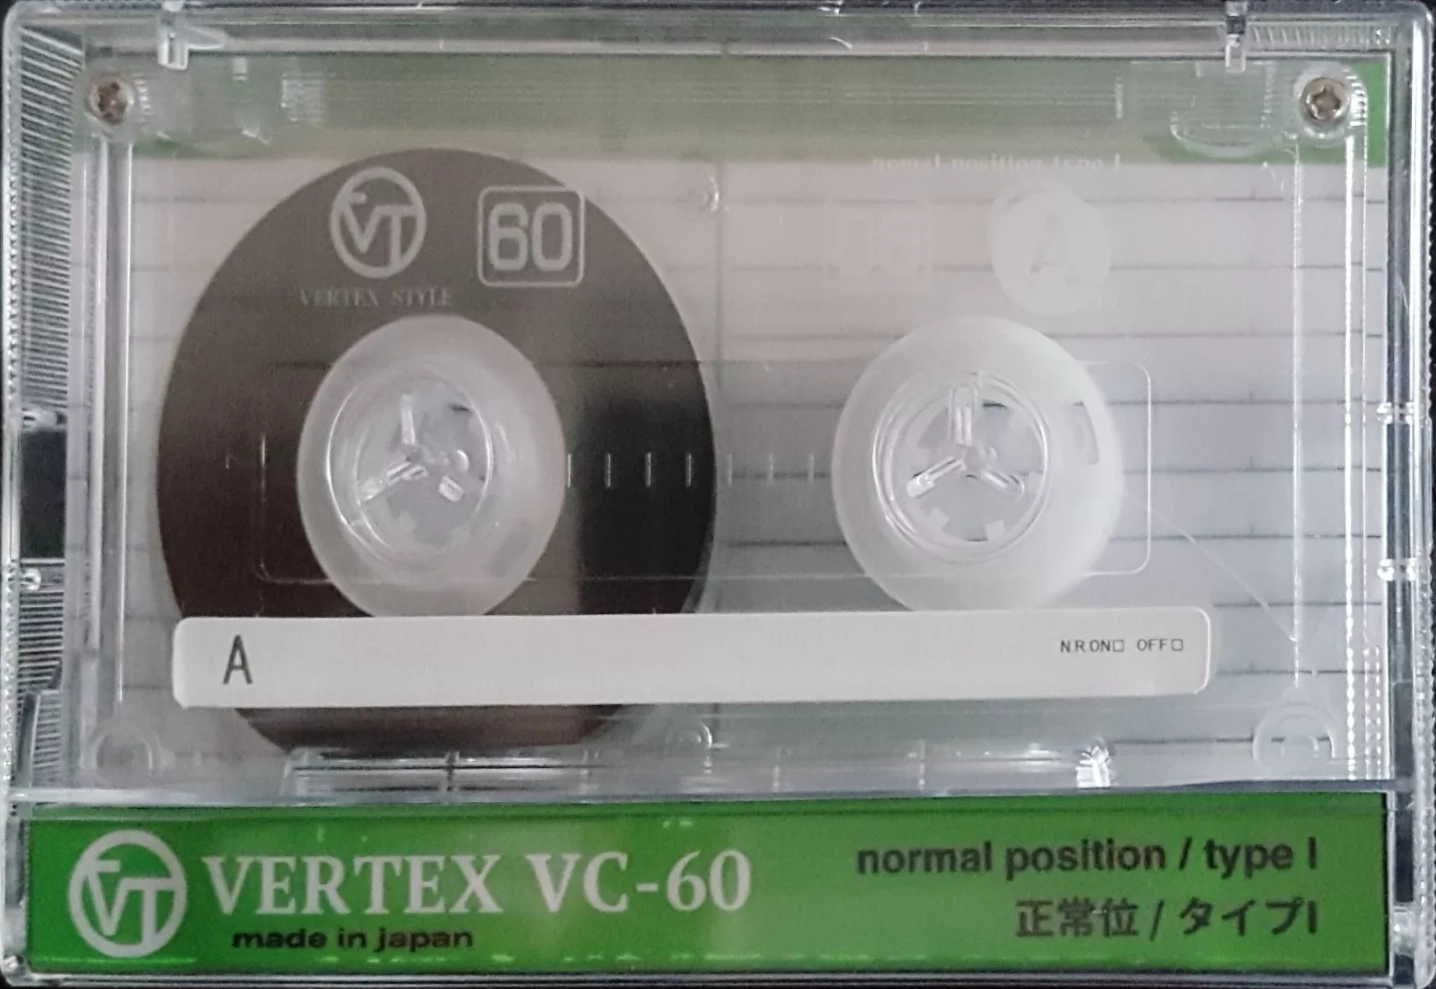 VT
60
VERTEX STYLE
A
N.R.ON□ OFF□
VT
VERTEX VC-60
made in japan
normal position / type I
正常位 / タイプI